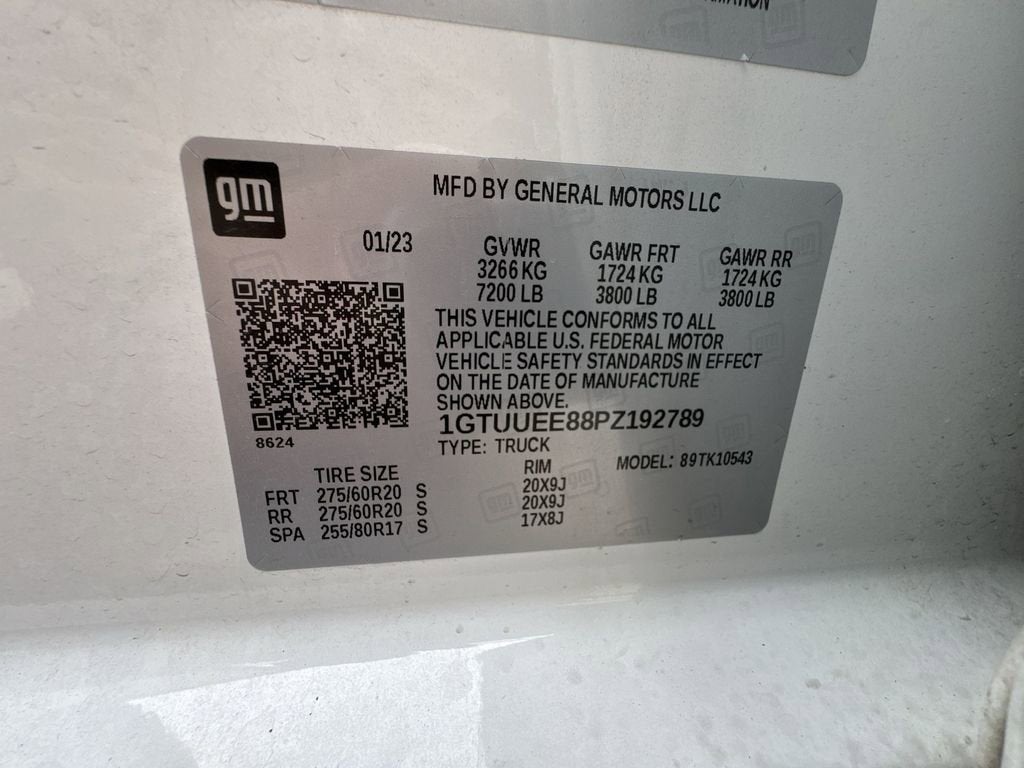 gm
MFD BY GENERAL MOTORS LLC
01/23
GVWR GAWR FRT GAWR RR
3266 KG 1724 KG 1724 KG
7200 LB 3800 LB 3800 LB
THIS VEHICLE CONFORMS TO ALL
APPLICABLE U.S. FEDERAL MOTOR
VEHICLE SAFETY STANDARDS IN EFFECT
ON THE DATE OF MANUFACTURE
SHOWN ABOVE.
8624
1GTUUEE88PZ192789
TYPE: TRUCK
TIRE SIZE RIM MODEL: 89TK10543
FRT 275/60R20 S 20X9J
RR 275/60R20 S 20X9J
SPA 255/80R17 S 17X8J